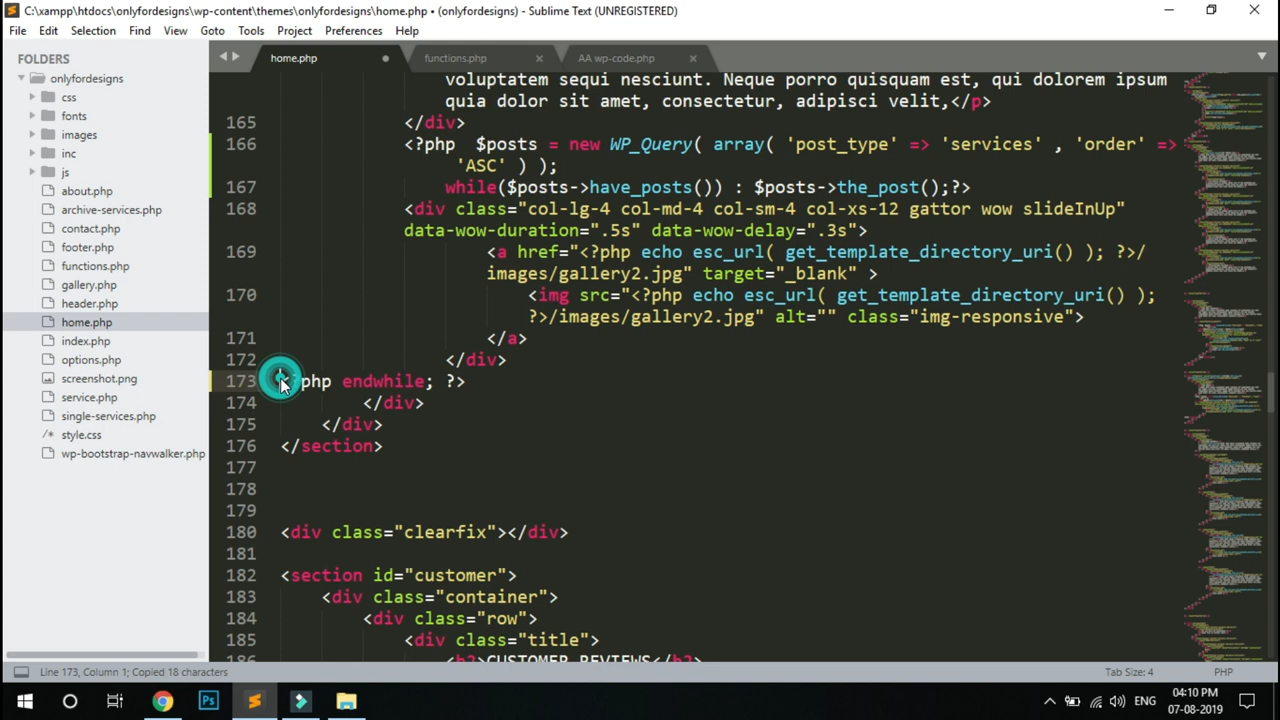 C:\xampp\htdocs\onlyfordesigns\wp-content\themes\onlyfordesigns\home.php • (onlyfordesigns) - Sublime Text (UNREGISTERED)
File Edit Selection Find View Goto Tools Project Preferences Help
FOLDERS
onlyfordesigns
css
fonts
images
inc
js
about.php
archive-services.php
contact.php
footer.php
functions.php
gallery.php
header.php
home.php
index.php
options.php
screenshot.png
service.php
single-services.php
/* style.css
wp-bootstrap-navwalker.php
home.php functions.php AA wp-code.php
voluptatem sequi nesciunt. Neque porro quisquam est, qui dolorem ipsum
quia dolor sit amet, consectetur, adipisci velit,</p>
165 </div>
166 <?php $posts = new WP_Query( array( 'post_type' => 'services' , 'order' =>
'ASC' ) );
167 while($posts->have_posts()) : $posts->the_post();?>
168 <div class="col-lg-4 col-md-4 col-sm-4 col-xs-12 gattor wow slideInUp"
data-wow-duration=".5s" data-wow-delay=".3s">
169 <a href="<?php echo esc_url( get_template_directory_uri() ); ?>/
images/gallery2.jpg" target="_blank" >
170 <img src="<?php echo esc_url( get_template_directory_uri() );
?>/images/gallery2.jpg" alt="" class="img-responsive">
171 </a>
172 </div>
173 php endwhile; ?>
174 </div>
175 </div>
176 </section>
177
178
179
180 <div class="clearfix"></div>
181
182 <section id="customer">
183 <div class="container">
184 <div class="row">
185 <div class="title">
186 <h2>CUSTOMER REVIEWS</h2>
Line 173, Column 1; Copied 18 characters
Tab Size: 4 PHP
Ps
ENG
04:10 PM
07-08-2019